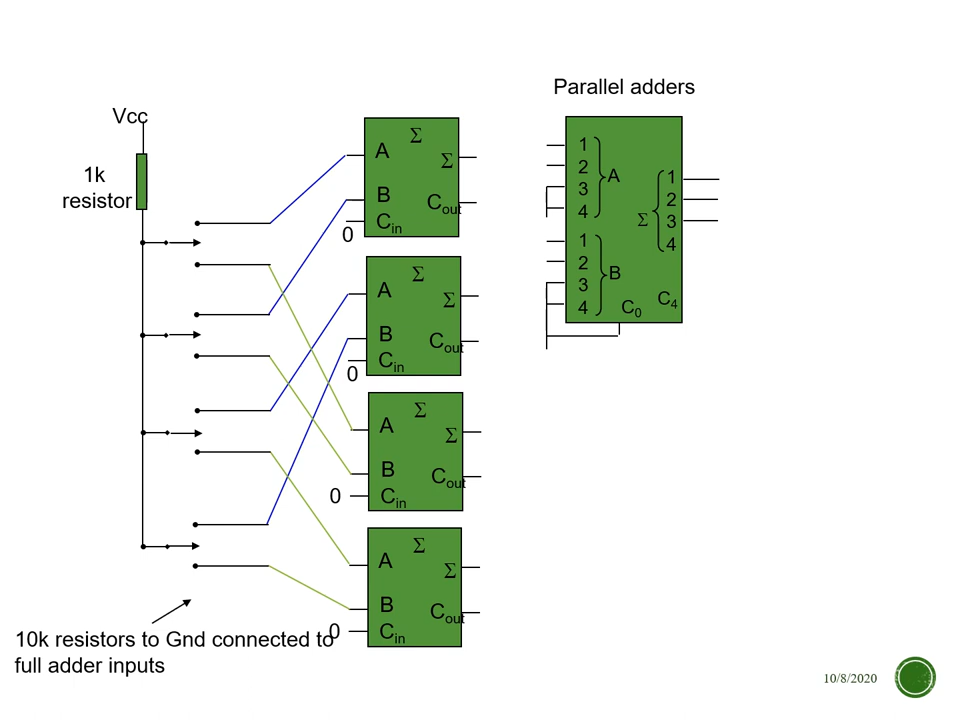 Parallel adders
Vcc
1k
resistor
Σ
A
Σ
B
Cout
Cin
0
Σ
A
Σ
B
Cout
Cin
0
Σ
A
Σ
B
Cout
0
Cin
Σ
A
Σ
B
Cout
0
Cin
1
2
3
4
A
1
2
3
4
B
Σ
1
2
3
4
C0
C4
10k resistors to Gnd connected to
full adder inputs
10/8/2020